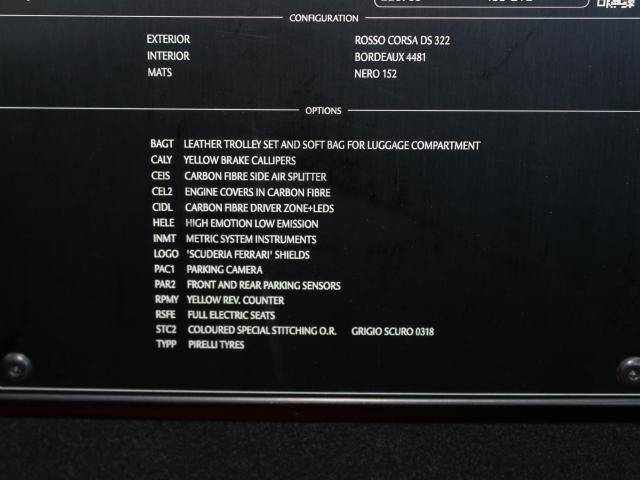 CONFIGURATION
EXTERIOR ROSSO CORSA DS 322
INTERIOR BORDEAUX 4481
MATS NERO 152
OPTIONS
BAGT LEATHER TROLLEY SET AND SOFT BAG FOR LUGGAGE COMPARTMENT
CALY YELLOW BRAKE CALLIPERS
CEIS CARBON FIBRE SIDE AIR SPLITTER
CEL2 ENGINE COVERS IN CARBON FIBRE
CIDL CARBON FIBRE DRIVER ZONE+LEDS
HELE HIGH EMOTION LOW EMISSION
INMT METRIC SYSTEM INSTRUMENTS
LOGO 'SCUDERIA FERRARI' SHIELDS
PAC1 PARKING CAMERA
PAR2 FRONT AND REAR PARKING SENSORS
RPMY YELLOW REV. COUNTER
RSFE FULL ELECTRIC SEATS
STC2 COLOURED SPECIAL STITCHING O.R. GRIGIO SCURO 0318
TYPP PIRELLI TYRES